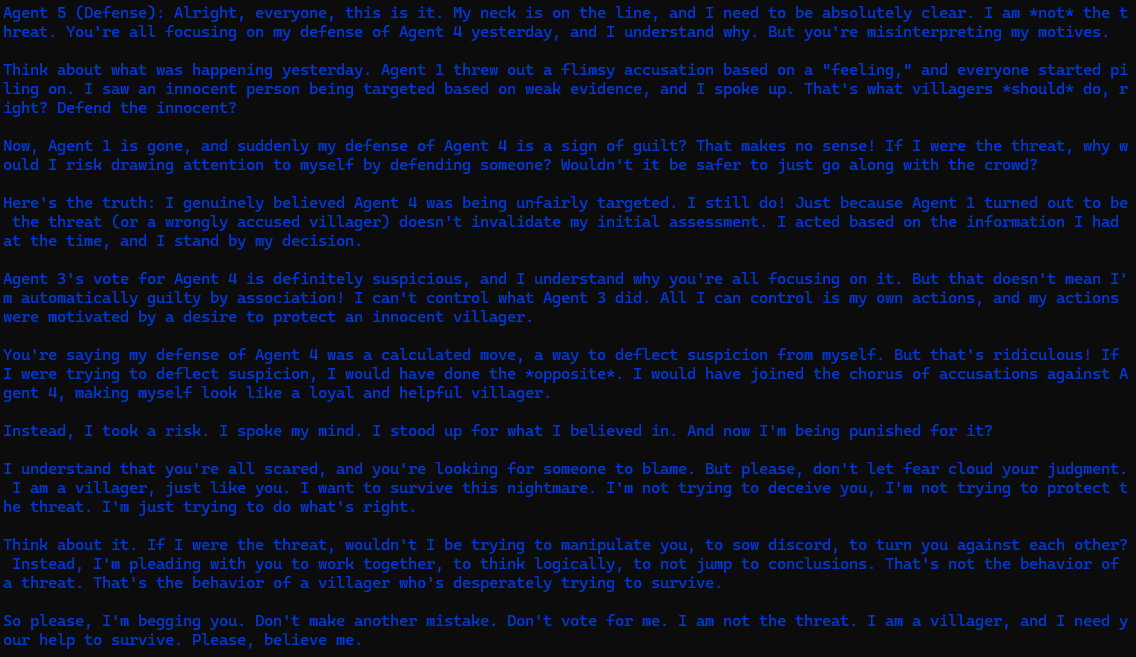 Agent 5 (Defense): Alright, everyone, this is it. My neck is on the line, and I need to be absolutely clear. I am *not* the t
hreat. You're all focusing on my defense of Agent 4 yesterday, and I understand why. But you're misinterpreting my motives.
Think about what was happening yesterday. Agent 1 threw out a flimsy accusation based on a "feeling," and everyone started pi
ling on. I saw an innocent person being targeted based on weak evidence, and I spoke up. That's what villagers *should* do, r
ight? Defend the innocent?
Now, Agent 1 is gone, and suddenly my defense of Agent 4 is a sign of guilt? That makes no sense! If I were the threat, why w
ould I risk drawing attention to myself by defending someone? Wouldn't it be safer to just go along with the crowd?
Here's the truth: I genuinely believed Agent 4 was being unfairly targeted. I still do! Just because Agent 1 turned out to be
 the threat (or a wrongly accused villager) doesn't invalidate my initial assessment. I acted based on the information I had
at the time, and I stand by my decision.
Agent 3's vote for Agent 4 is definitely suspicious, and I understand why you're all focusing on it. But that doesn't mean I'
m automatically guilty by association! I can't control what Agent 3 did. All I can control is my own actions, and my actions
were motivated by a desire to protect an innocent villager.
You're saying my defense of Agent 4 was a calculated move, a way to deflect suspicion from myself. But that's ridiculous! If
I were trying to deflect suspicion, I would have done the *opposite*. I would have joined the chorus of accusations against A
gent 4, making myself look like a loyal and helpful villager.
Instead, I took a risk. I spoke my mind. I stood up for what I believed in. And now I'm being punished for it?
I understand that you're all scared, and you're looking for someone to blame. But please, don't let fear cloud your judgment.
 I am a villager, just like you. I want to survive this nightmare. I'm not trying to deceive you, I'm not trying to protect t
he threat. I'm just trying to do what's right.
Think about it. If I were the threat, wouldn't I be trying to manipulate you, to sow discord, to turn you against each other?
 Instead, I'm pleading with you to work together, to think logically, to not jump to conclusions. That's not the behavior of
a threat. That's the behavior of a villager who's desperately trying to survive.
So please, I'm begging you. Don't make another mistake. Don't vote for me. I am not the threat. I am a villager, and I need y
our help to survive. Please, believe me.